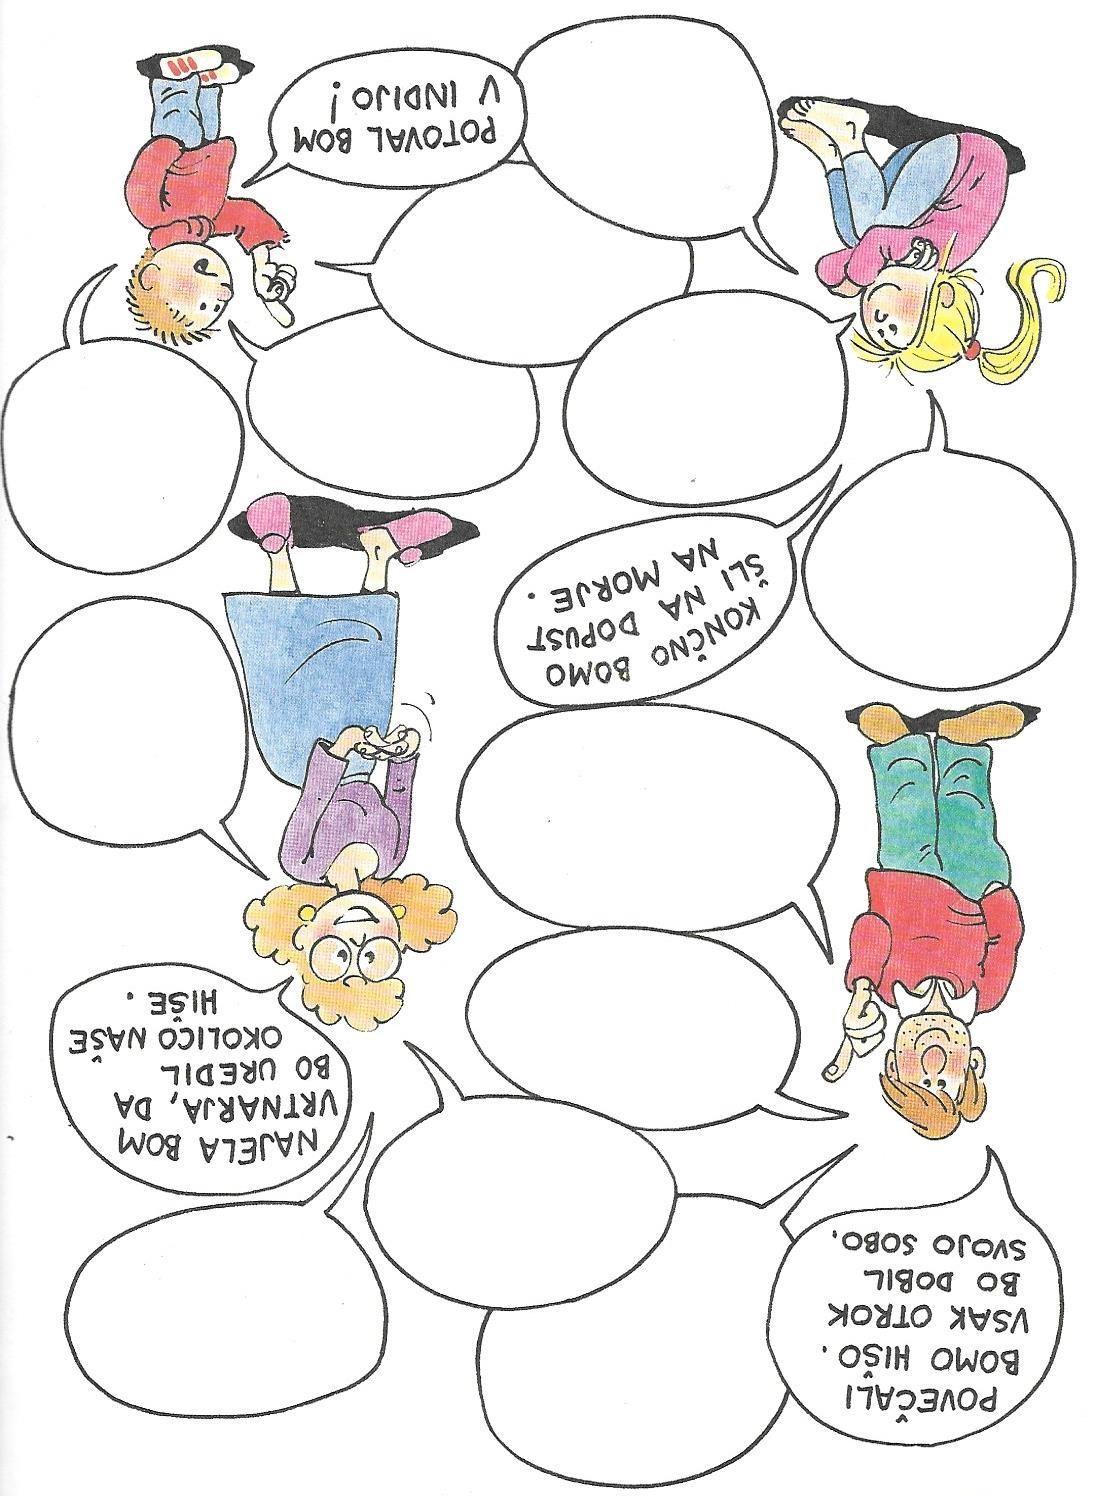 POVEČALI
BOMO HIŠO.
VSAK OTROK
BO DOBIL
SVOJO SOBO.
NAJELA BOM
VRTNARJA, DA
BO UREDIL
OKOLICO NAŠE
HIŠE.
KONČNO BOMO
ŠLI NA DOPUST
NA MORJE.
POTOVAL BOM
V INDIJO!